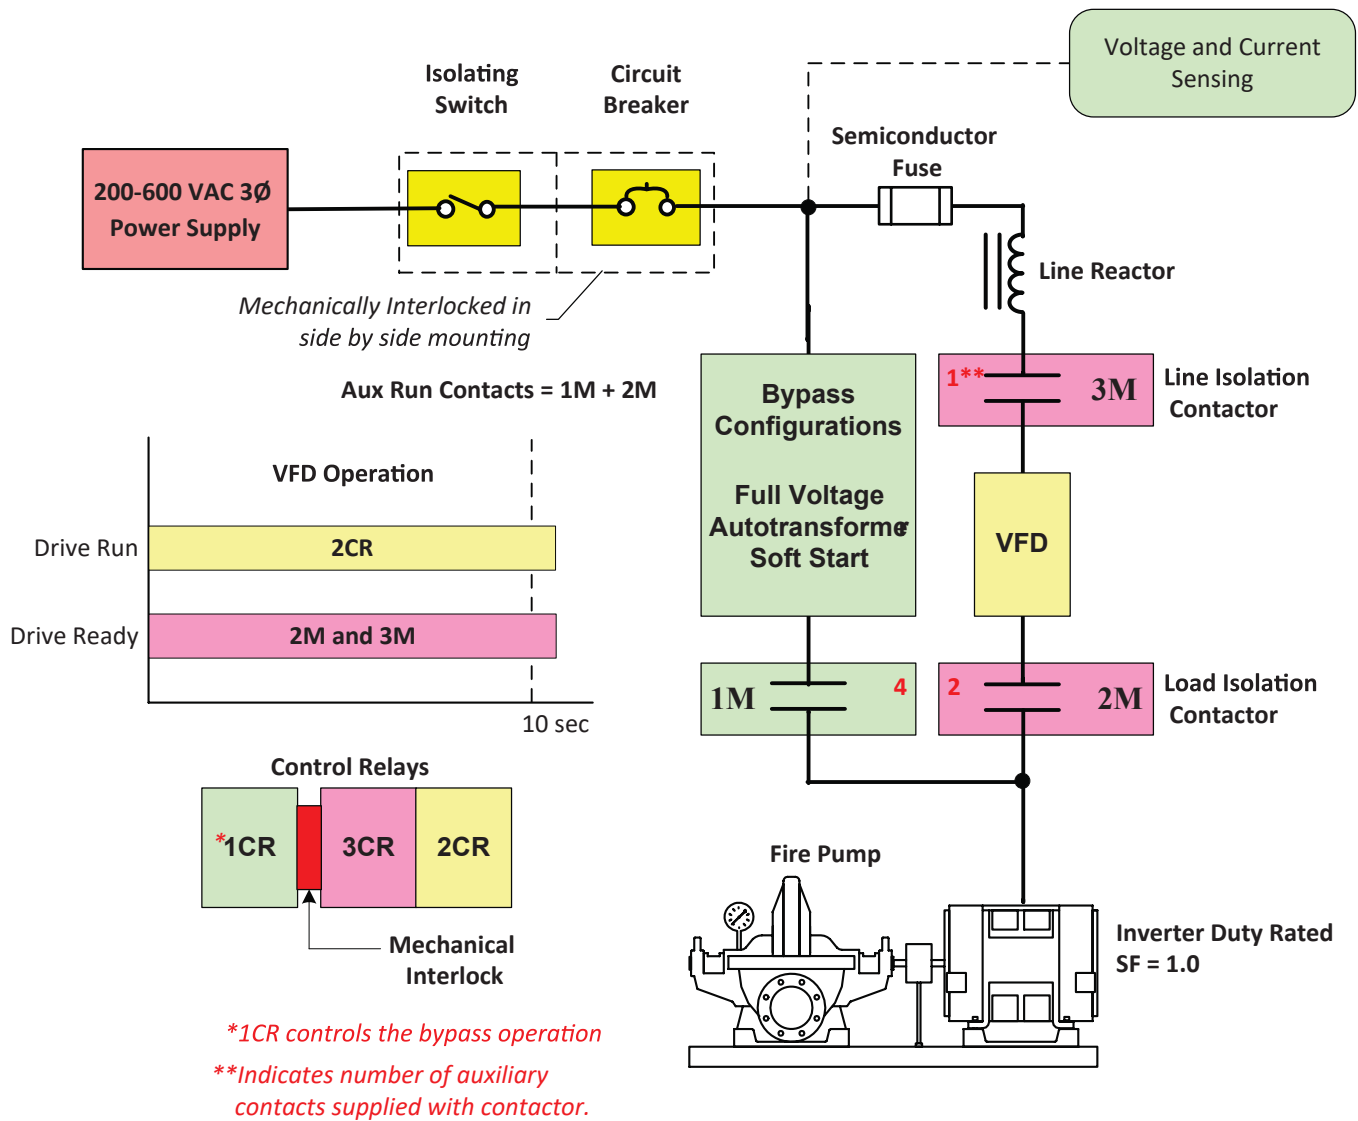 Voltage and Current
Sensing
Isolating
Switch
Circuit
Breaker
Semiconductor
Fuse
200-600 VAC 3Ø
Power Supply
Line Reactor
Mechanically Interlocked in
side by side mounting
Aux Run Contacts = 1M + 2M
Bypass
Configurations
Full Voltage
Autotransformer
Soft Start
1**
3M
Line Isolation
Contactor
VFD Operation
Drive Run
2CR
Drive Ready
2M and 3M
10 sec
VFD
1M
4
2
2M
Load Isolation
Contactor
Control Relays
*1CR
3CR
2CR
Mechanical
Interlock
Fire Pump
Inverter Duty Rated
SF = 1.0
*1CR controls the bypass operation
**Indicates number of auxiliary
contacts supplied with contactor.